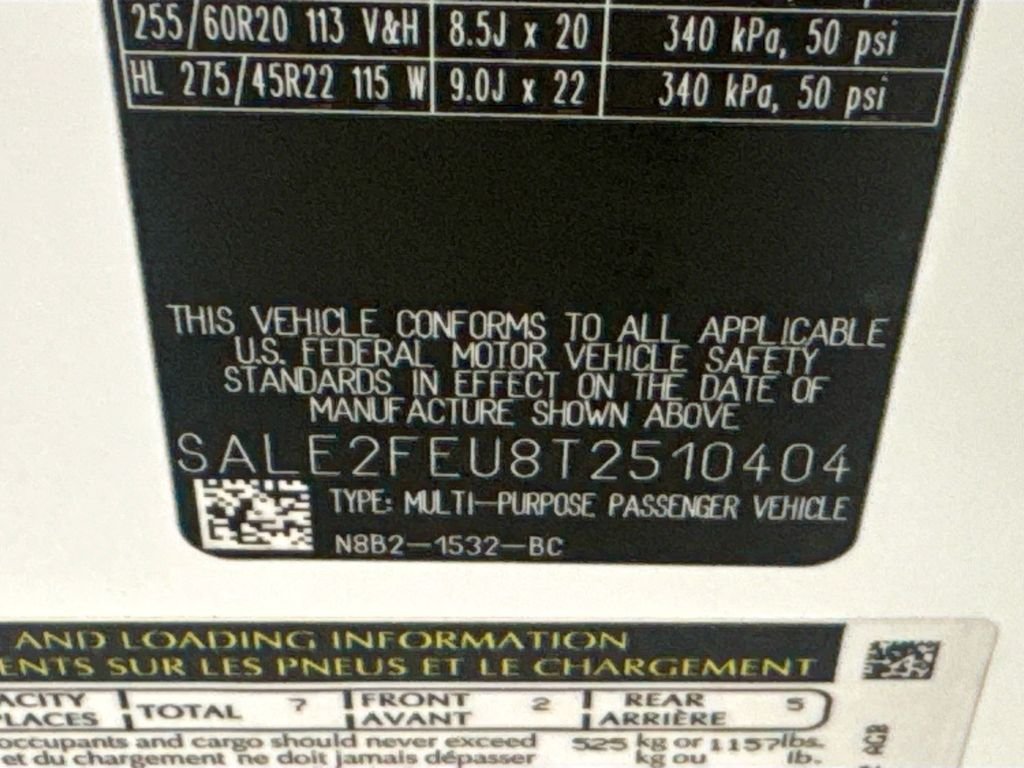 255/60R20 113 V&H 8.5J x 20 340 kPa, 50 psi
HL 275/45R22 115 W 9.0J x 22 340 kPa, 50 psi
THIS VEHICLE CONFORMS TO ALL APPLICABLE
U.S. FEDERAL MOTOR VEHICLE SAFETY
STANDARDS IN EFFECT ON THE DATE OF
MANUFACTURE SHOWN ABOVE
SALE2FEU8T2510404
TYPE: MULTI-PURPOSE PASSENGER VEHICLE
N8B2-1532-BC
AND LOADING INFORMATION
ENTS SUR LES PNEUS ET LE CHARGEMENT
4
ACITY TOTAL 7 FRONT 2 REAR 5
LACES AVANT ARRIÈRE
occupants and cargo should never exceed 525 kg or 1157lbs.
et du chargement ne doit jamais dépasser kg ou lb.
AGB